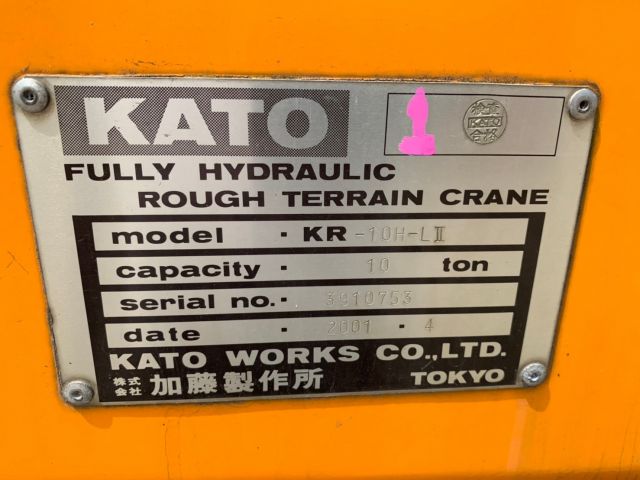 KATO
KATO
FULLY HYDRAULIC
ROUGH TERRAIN CRANE
model · KR-10H-LⅡ
capacity · 10 ton
serial no. · 3910753
date · 2001 · 4
KATO WORKS CO.,LTD.
株式会社 加藤製作所 TOKYO